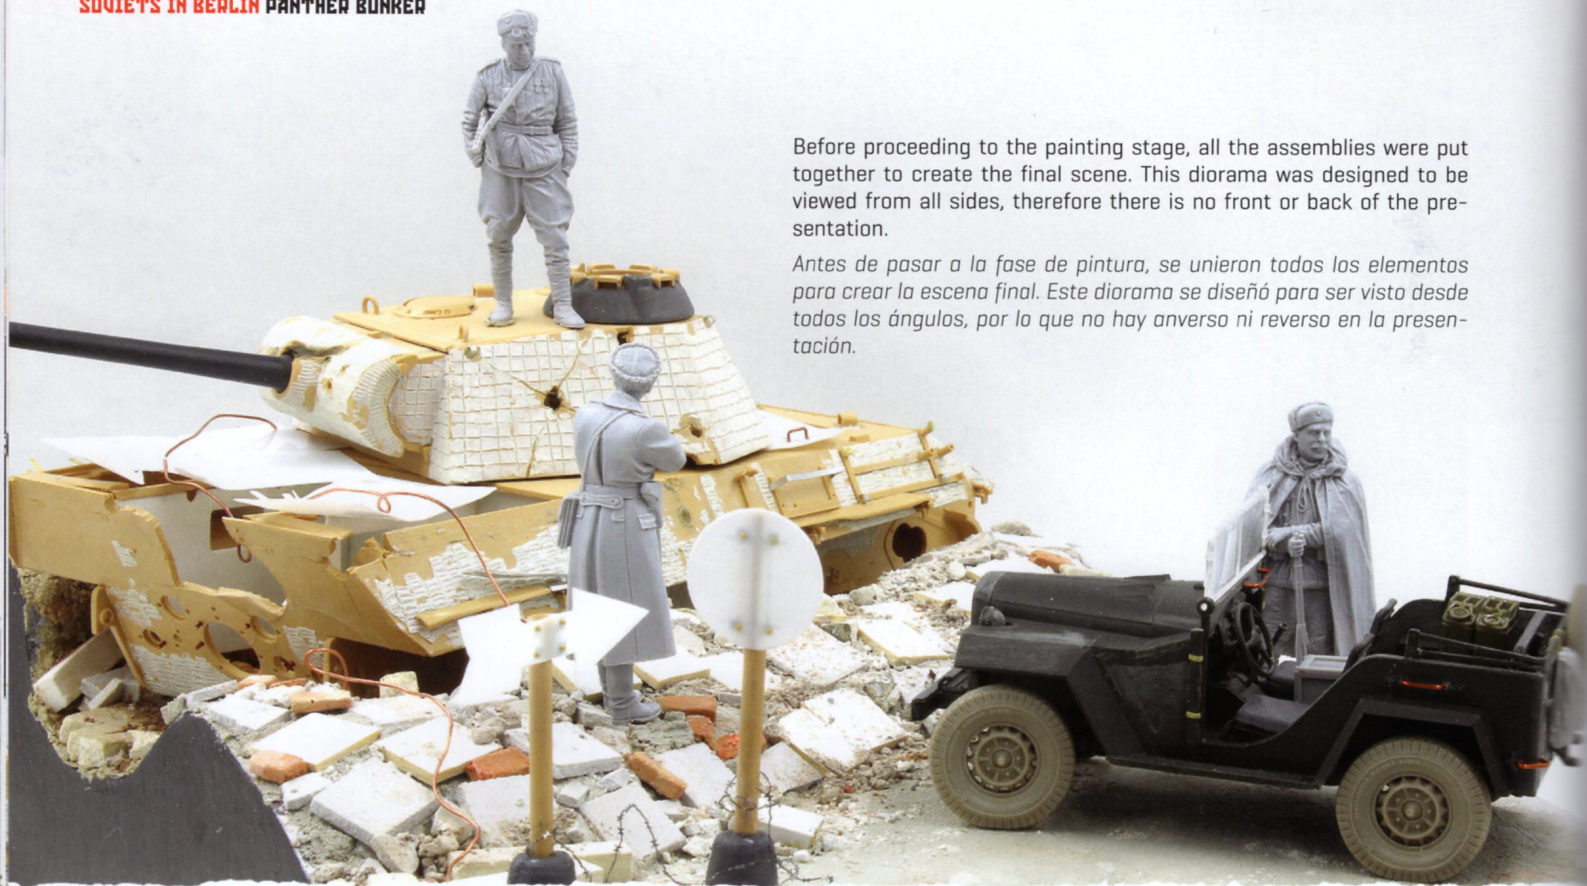 SOVIETS IN BERLIN PANTHER BUNKER
Before proceeding to the painting stage, all the assemblies were put
together to create the final scene. This diorama was designed to be
viewed from all sides, therefore there is no front or back of the pre-
sentation.
Antes de pasar a la fase de pintura, se unieron todos los elementos
para crear la escena final. Este diorama se diseñó para ser visto desde
todos los ángulos, por lo que no hay anverso ni reverso en la presen-
tación.